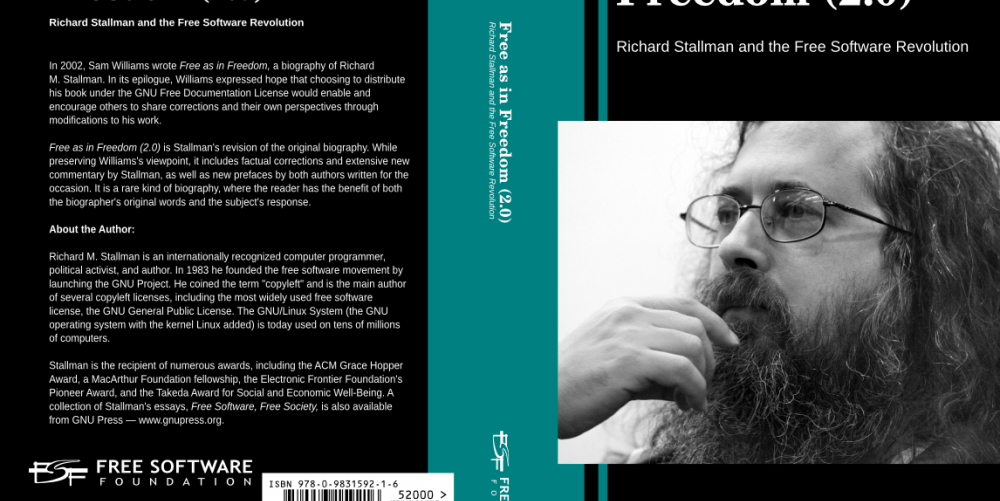 Richard Stallman and the Free Software Revolution
In 2002, Sam Williams wrote Free as in Freedom, a biography of Richard
M. Stallman. In its epilogue, Williams expressed hope that choosing to distribute
his book under the GNU Free Documentation License would enable and
encourage others to share corrections and their own perspectives through
modifications to his work.
Free as in Freedom (2.0) is Stallman's revision of the original biography. While
preserving Williams's viewpoint, it includes factual corrections and extensive new
commentary by Stallman, as well as new prefaces by both authors written for the
occasion. It is a rare kind of biography, where the reader has the benefit of both
the biographer's original words and the subject's response.
About the Author:
Richard M. Stallman is an internationally recognized computer programmer,
political activist, and author. In 1983 he founded the free software movement by
launching the GNU Project. He coined the term "copyleft" and is the main author
of several copyleft licenses, including the most widely used free software
license, the GNU General Public License. The GNU/Linux System (the GNU
operating system with the kernel Linux added) is today used on tens of millions
of computers.
Stallman is the recipient of numerous awards, including the ACM Grace Hopper
Award, a MacArthur Foundation fellowship, the Electronic Frontier Foundation's
Pioneer Award, and the Takeda Award for Social and Economic Well-Being. A
collection of Stallman's essays, Free Software, Free Society, is also available
from GNU Press — www.gnupress.org.
FSF FREE SOFTWARE
FOUNDATION
ISBN 978-0-9831592-1-6
52000 >
Free as in Freedom (2.0)
Richard Stallman and the Free Software Revolution
FSF
Freedom (2.0)
Richard Stallman and the Free Software Revolution